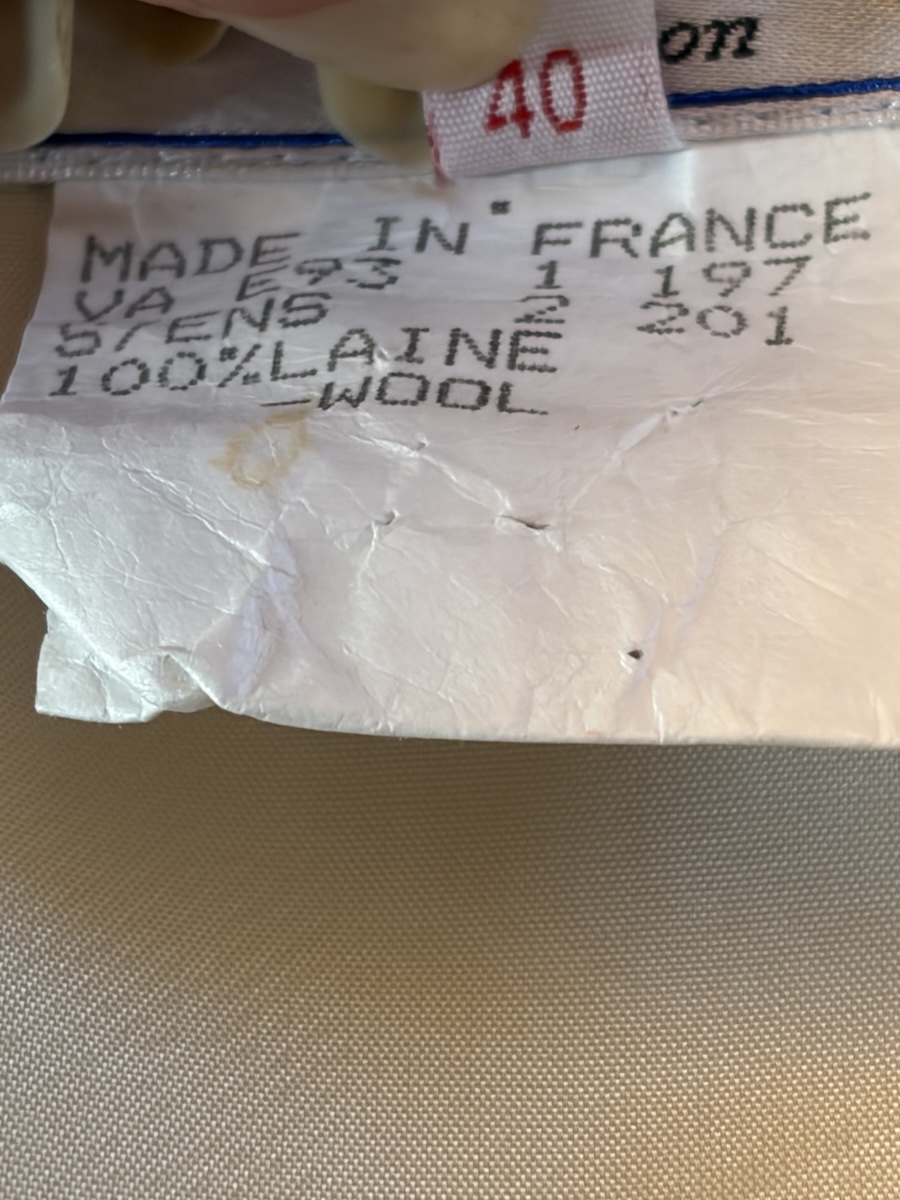 on
40
MADE IN FRANCE
VA E93 1 197
S/ENS 2 201
100%LAINE
-WOOL